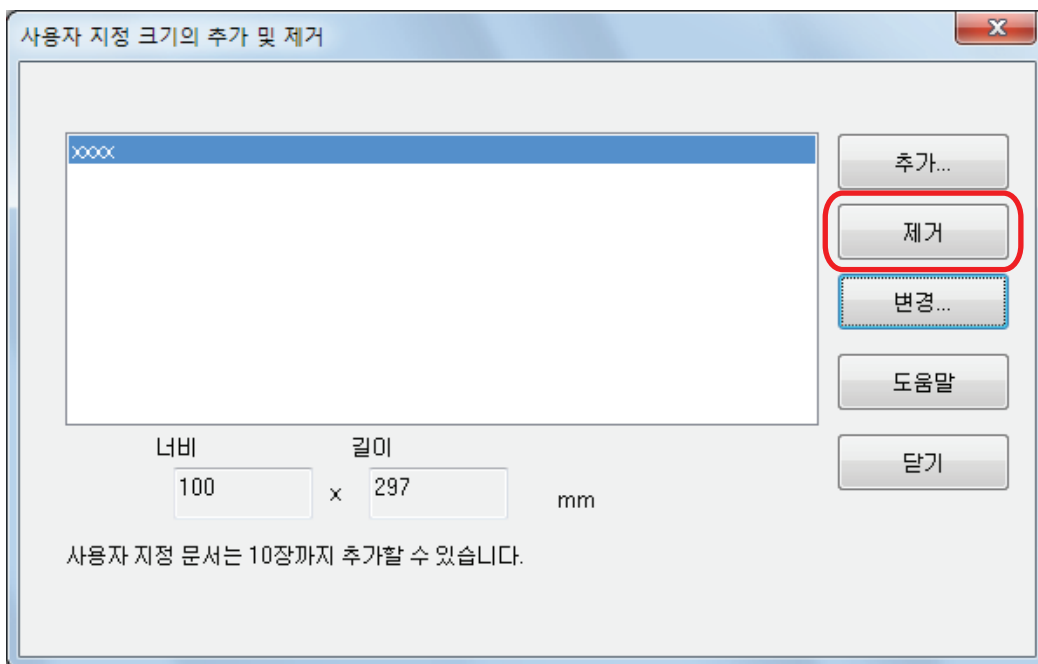 사용자 지정 크기의 추가 및 제거
xxxx
추가...
제거
변경...
도움말
닫기
너비 길이
100 x 297 mm
사용자 지정 문서는 10장까지 추가할 수 있습니다.